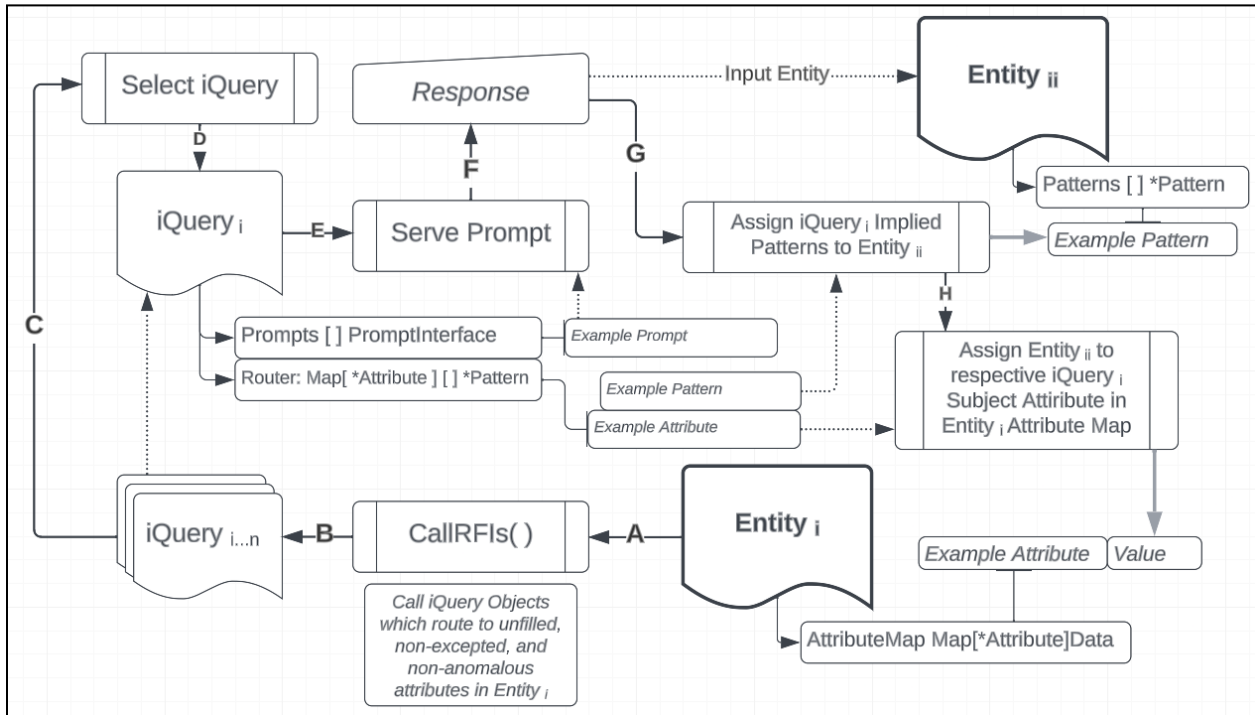 Select iQuery
Response
Input Entity
Entity ii
D
F
G
Patterns [ ] *Pattern
iQuery i
E
Serve Prompt
Assign iQuery i Implied
Patterns to Entity ii
Example Pattern
C
H
Prompts [ ] PromptInterface
Example Prompt
Router: Map[ *Attribute ] [ ] *Pattern
Example Pattern
Example Attribute
Assign Entity ii to
respective iQuery i
Subject Attiribute in
Entity i Attribute Map
iQuery i...n
B
CallRFIs( )
A
Entity i
Example Attribute
Value
Call iQuery Objects
which route to unfilled,
non-excepted, and
non-anomalous
attributes in Entity i
AttributeMap Map[*Attribute]Data